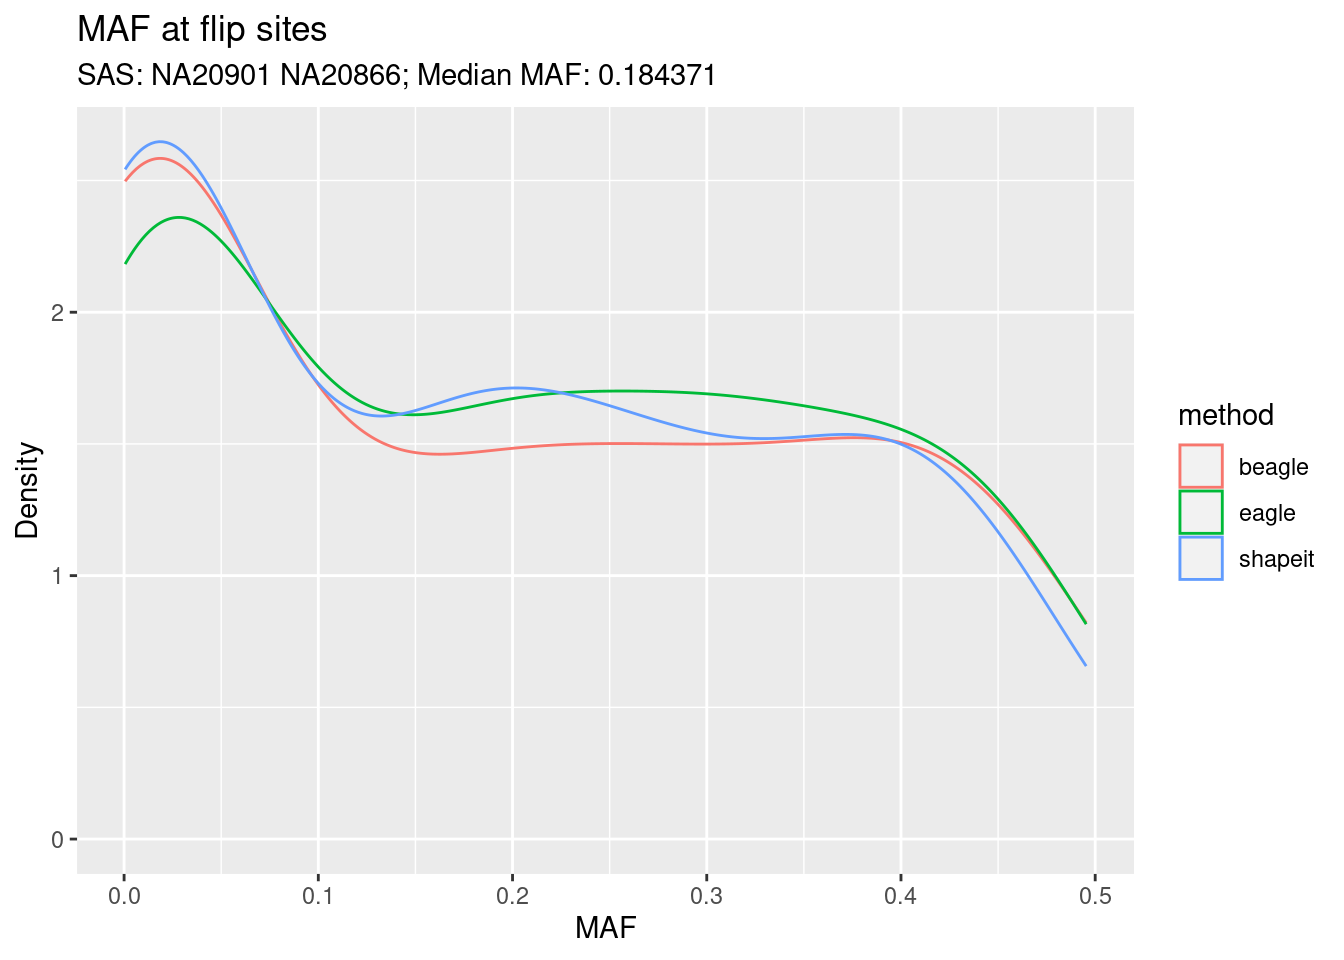 MAF at flip sites
SAS: NA20901 NA20866; Median MAF: 0.184371
Density
2
1
0
0.0 0.1 0.2 0.3 0.4 0.5
MAF
method
beagle
eagle
shapeit